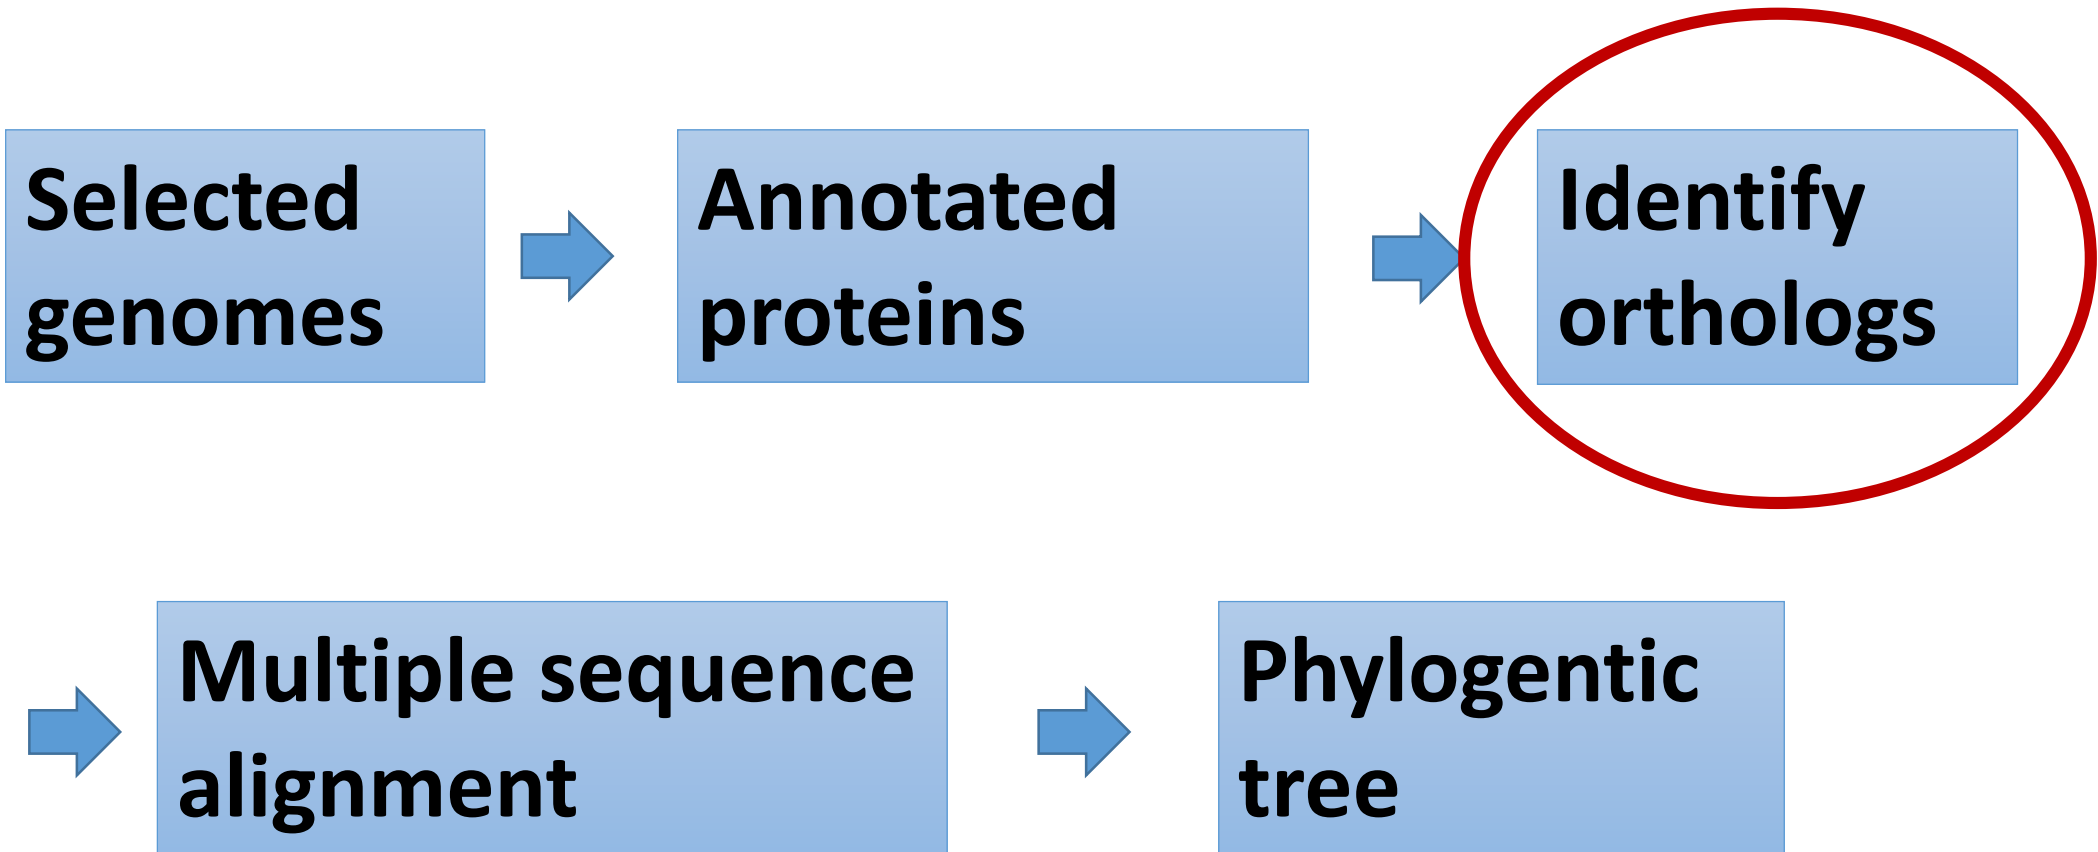 Selected
genomes
Annotated
proteins
Identify
orthologs
Multiple sequence
alignment
Phylogentic
tree